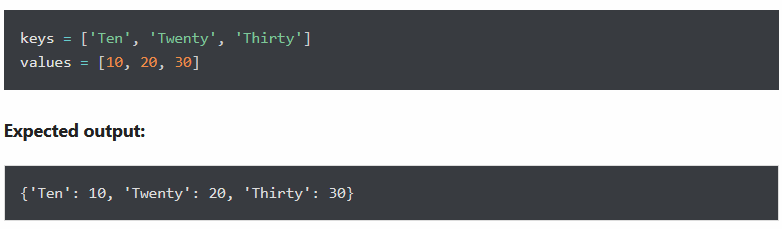 keys = ['Ten', 'Twenty', 'Thirty']
values = [10, 20, 30]
Expected output:
{'Ten': 10, 'Twenty': 20, 'Thirty': 30}